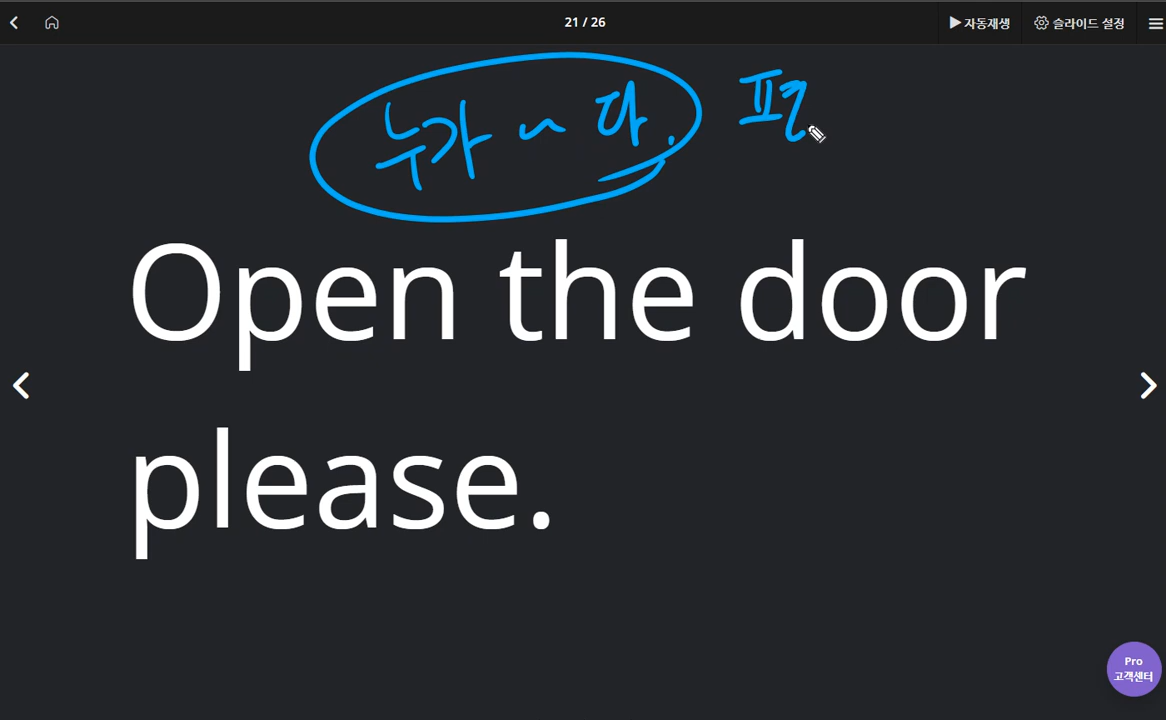 21 / 26
자동재생
슬라이드 설정
누가 ~ 다.
Open the door
please.
Pro
고객센터